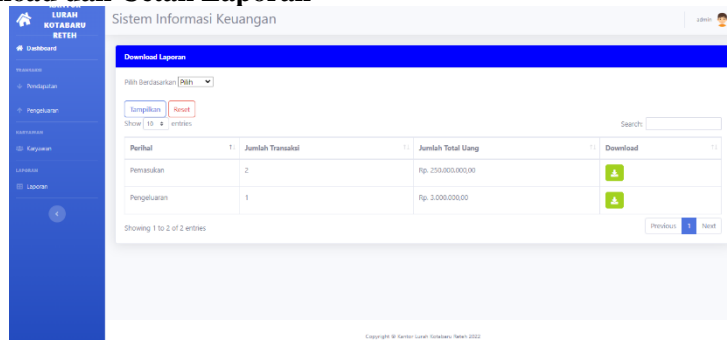 LURAH
KOTABARU
RETEH
Sistem Informasi Keuangan
admin
Dashboard
TRANSAKSI
Pendapatan
Pengeluaran
KARYAWAN
Karyawan
LAPORAN
Laporan
Download Laporan
Pilih Berdasarkan Pilih
Tampilkan Reset
Show 10 entries
Search:
Perihal Jumlah Transaksi Jumlah Total Uang Download
Pemasukan 2 Rp. 250.000.000,00
Pengeluaran 1 Rp. 3.000.000,00
Showing 1 to 2 of 2 entries
Previous 1 Next
Copyright © Kantor Lurah Kotabaru Reteh 2022